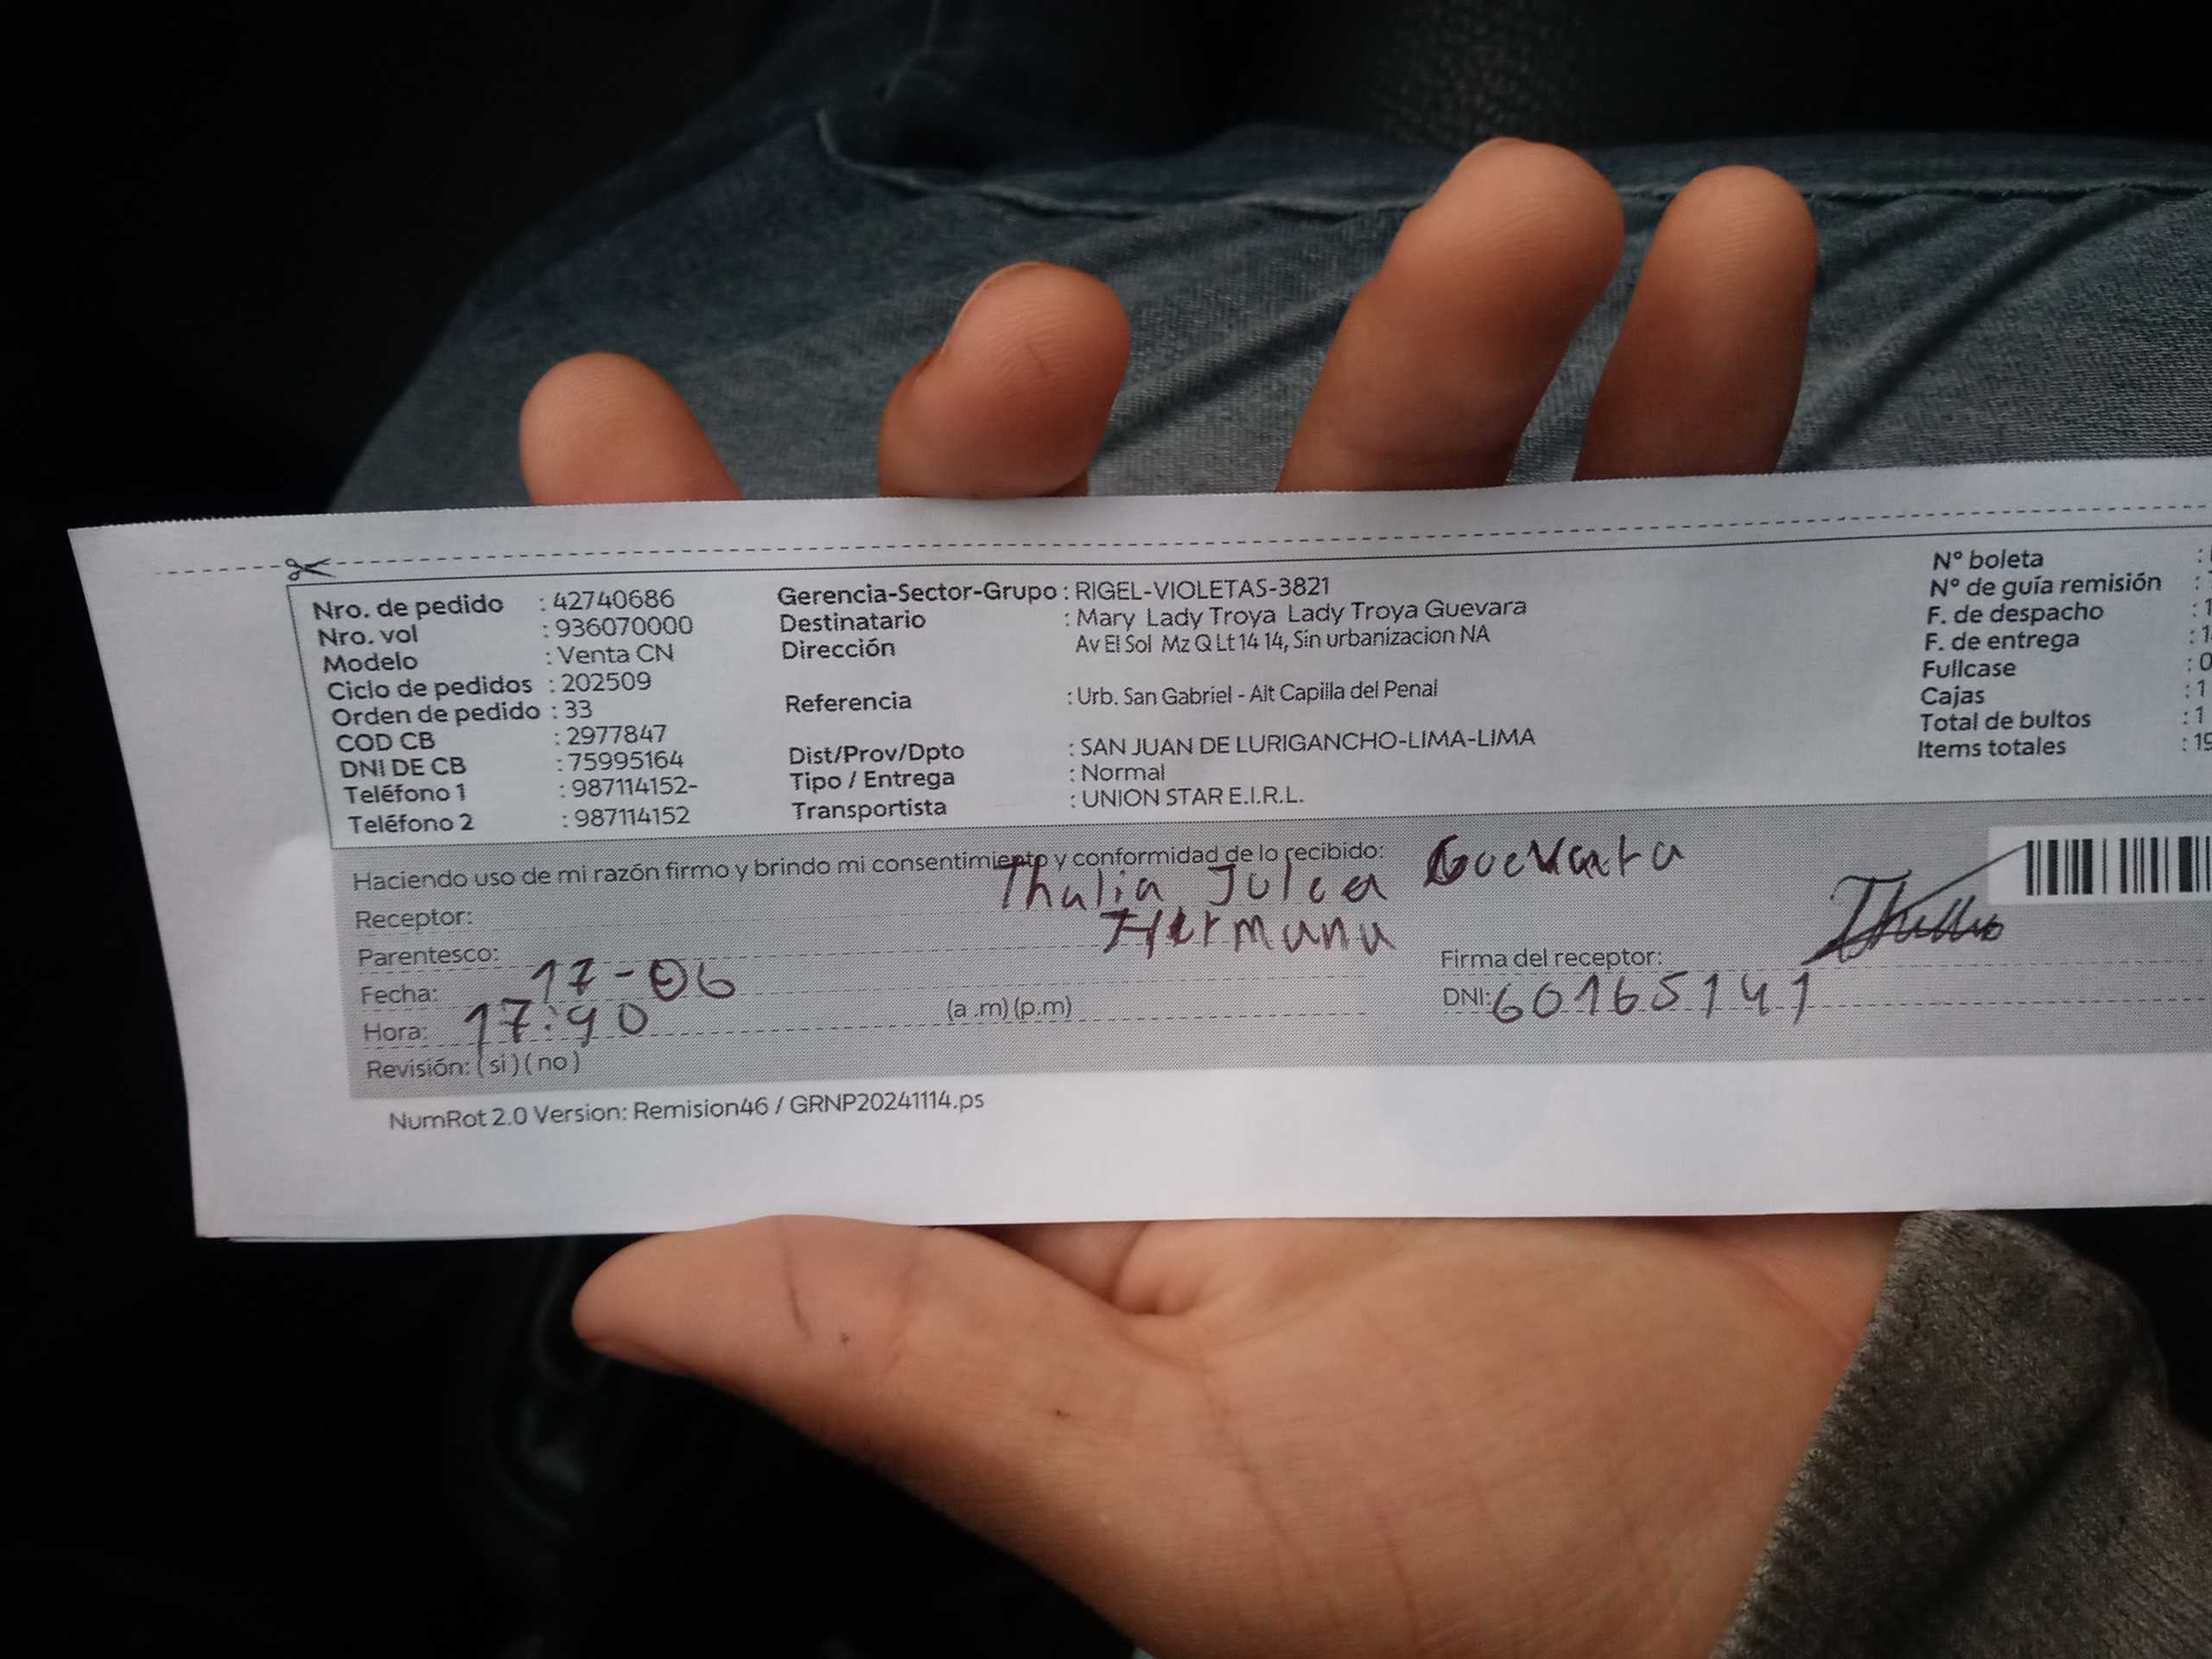 Nro. de pedido : 42740686
Nro. vol : 936070000
Modelo : Venta CN
Ciclo de pedidos : 202509
Orden de pedido : 33
COD CB : 2977847
DNI DE CB : 75995164
Teléfono 1 : 987114152-
Teléfono 2 : 987114152
Gerencia-Sector-Grupo : RIGEL-VIOLETAS-3821
Destinatario : Mary Lady Troya Lady Troya Guevara
Dirección Av El Sol Mz Q Lt 14 14, Sin urbanizacion NA
Referencia : Urb. San Gabriel - Alt Capilla del Penal
Dist/Prov/Dpto : SAN JUAN DE LURIGANCHO-LIMA-LIMA
Tipo / Entrega : Normal
Transportista : UNION STAR E.I.R.L.
N° boleta :
N° de guía remisión :
F. de despacho : 1
F. de entrega : 1
Fullcase : 0
Cajas : 1
Total de bultos : 1
Items totales : 19
Haciendo uso de mi razón firmo y brindo mi consentimiento y conformidad de lo recibido:
Receptor: Thalia Julca Guevara
Parentesco: Hermana
Fecha: 17-06
Hora: 17:40 (a .m) (p.m)
Revisión: ( si ) ( no )
Firma del receptor:
DNI: 60165141
NumRot 2.0 Version: Remision46 / GRNP20241114.ps